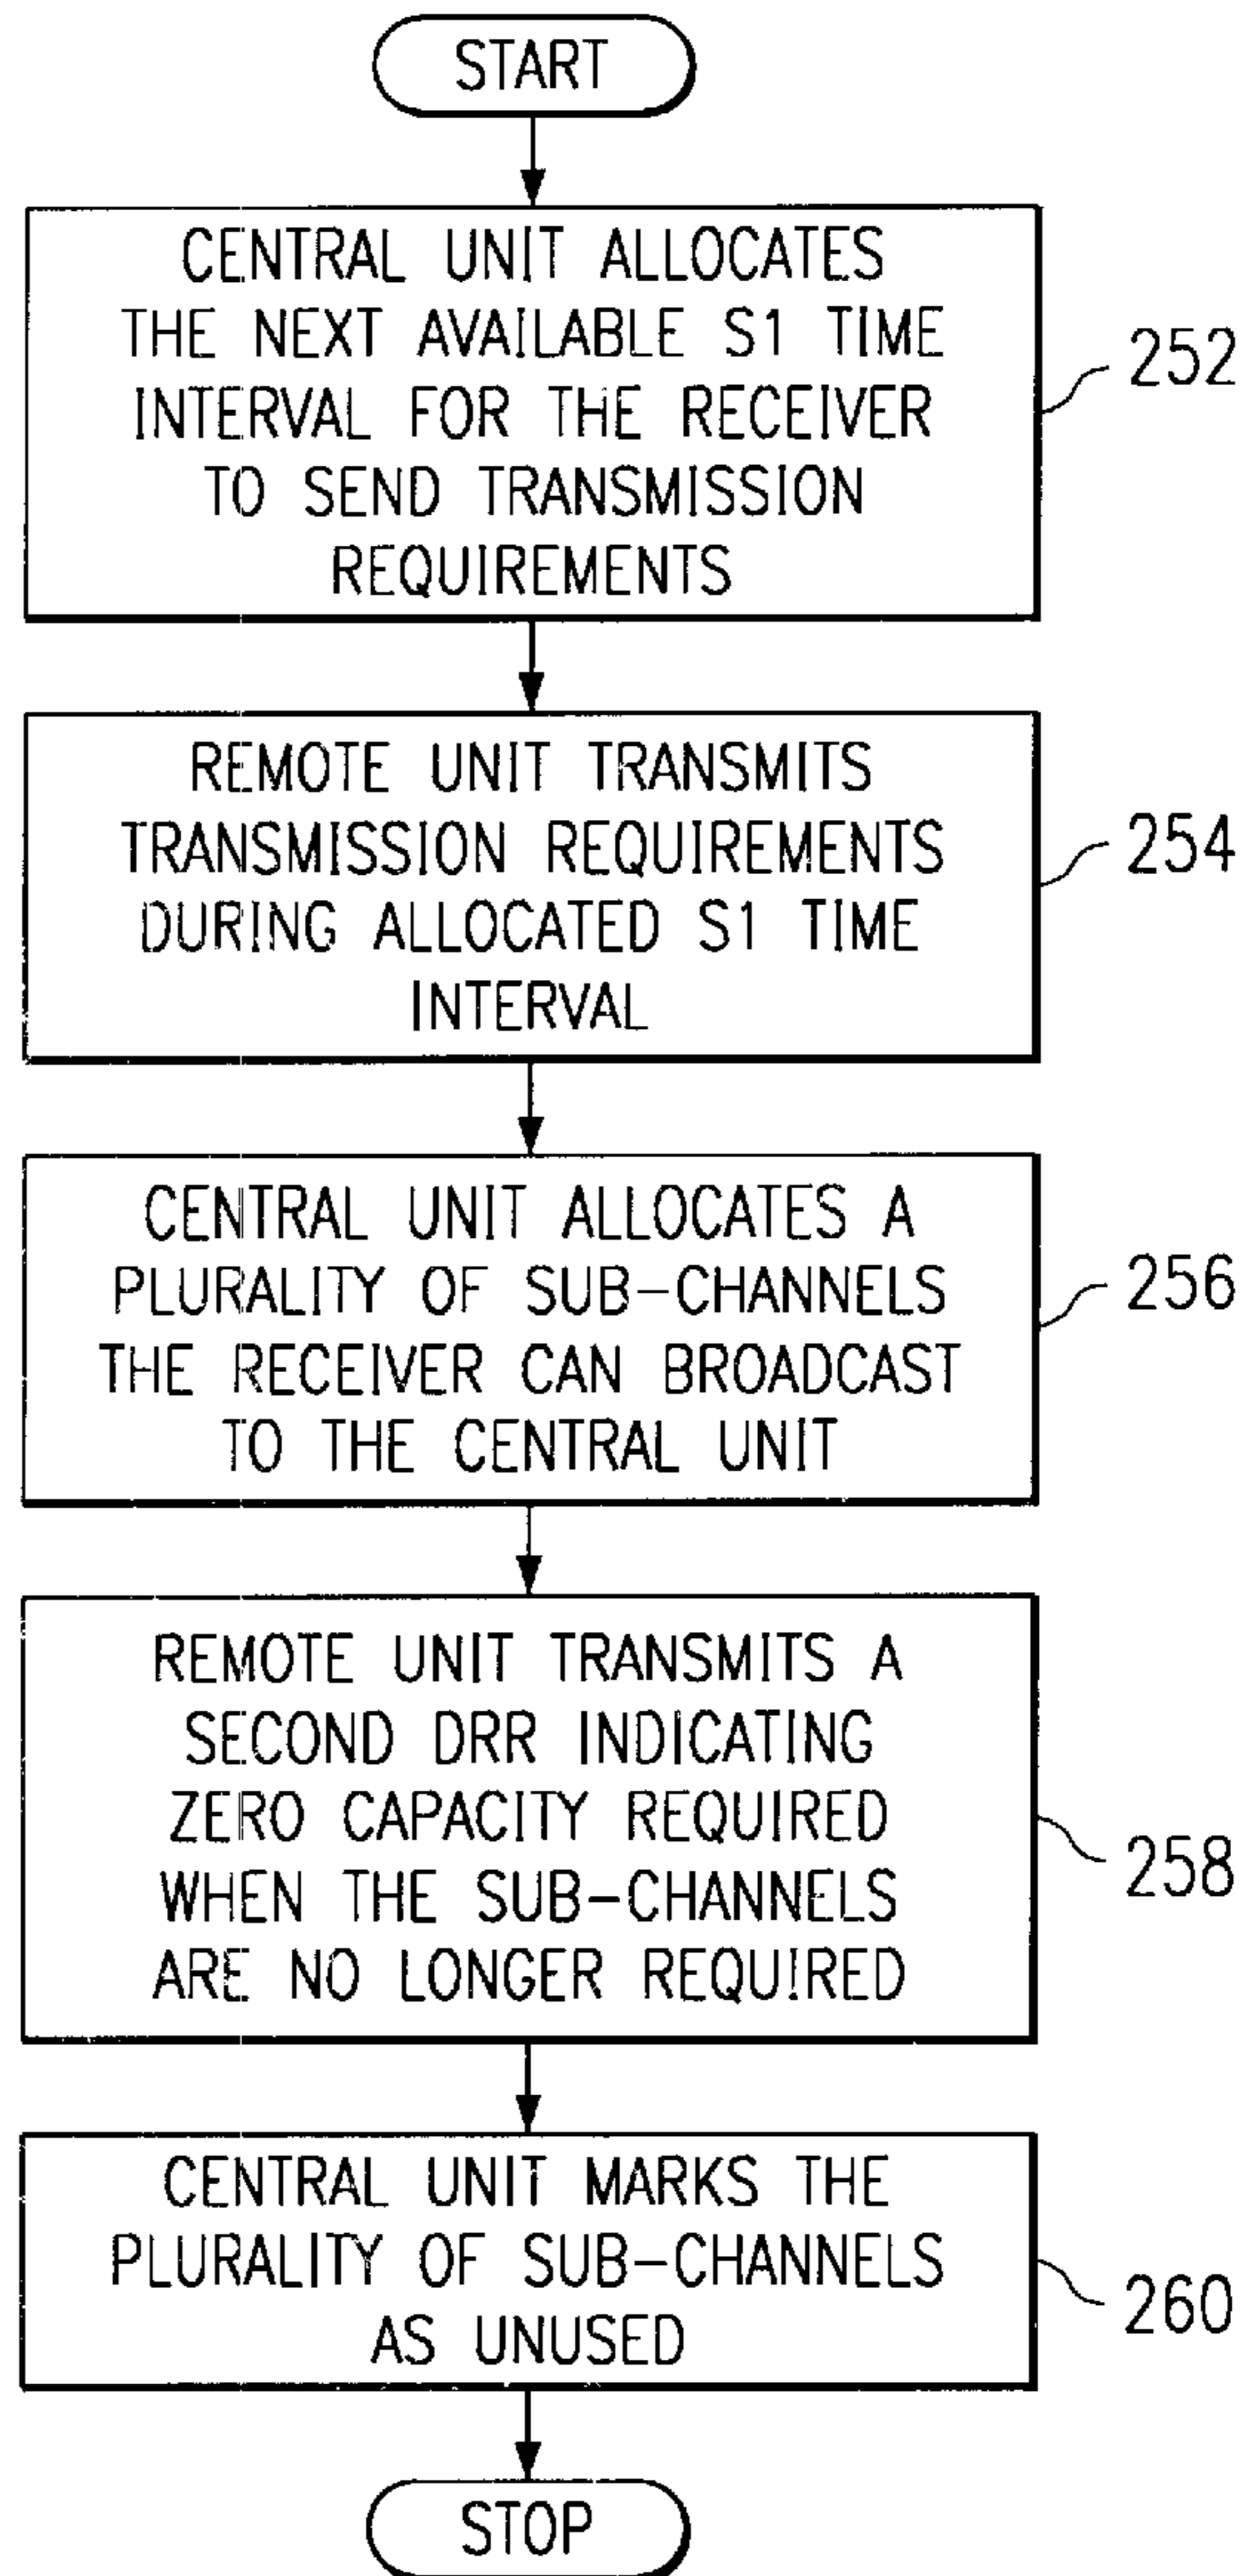 START
CENTRAL UNIT ALLOCATES
THE NEXT AVAILABLE S1 TIME
INTERVAL FOR THE RECEIVER
TO SEND TRANSMISSION
REQUIREMENTS
252
REMOTE UNIT TRANSMITS
TRANSMISSION REQUIREMENTS
DURING ALLOCATED S1 TIME
INTERVAL
254
CENTRAL UNIT ALLOCATES A
PLURALITY OF SUB-CHANNELS
THE RECEIVER CAN BROADCAST
TO THE CENTRAL UNIT
256
REMOTE UNIT TRANSMITS A
SECOND DRR INDICATING
ZERO CAPACITY REQUIRED
WHEN THE SUB-CHANNELS
ARE NO LONGER REQUIRED
258
CENTRAL UNIT MARKS THE
PLURALITY OF SUB-CHANNELS
AS UNUSED
260
STOP